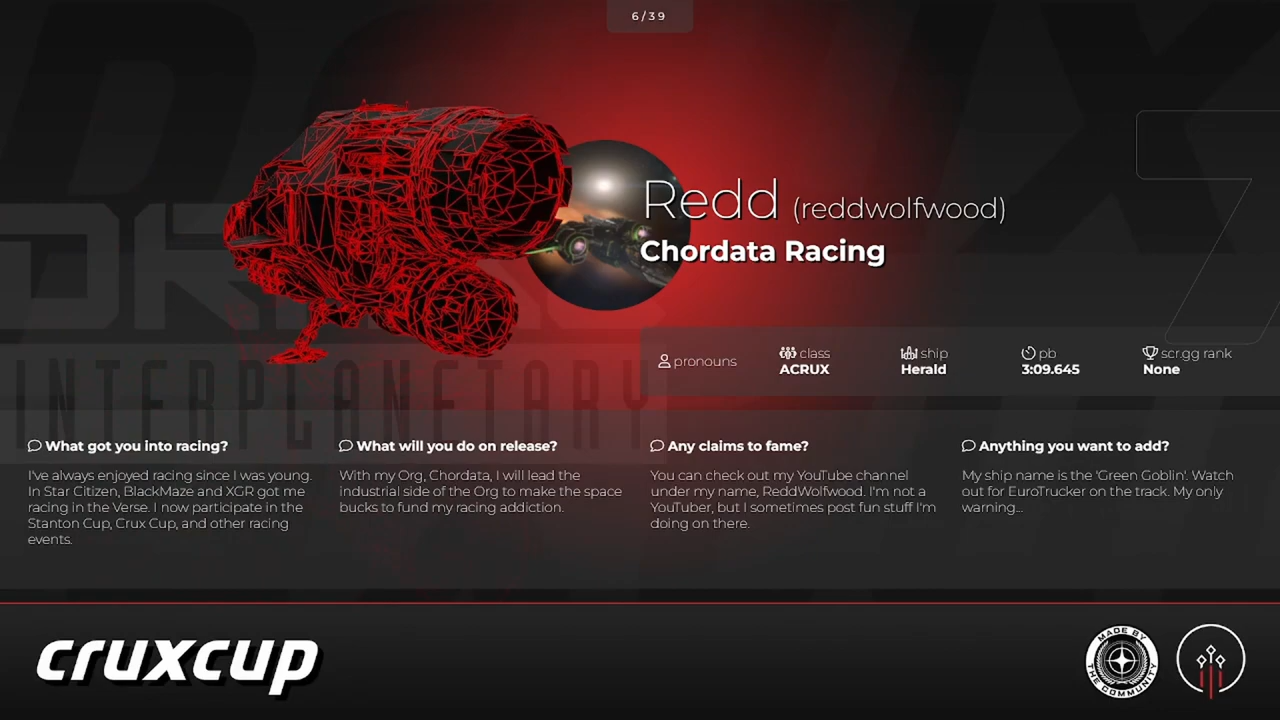 6/39
Redd (reddwolfwood)
Chordata Racing
pronouns
class
ACRUX
ship
Herald
pb
3:09.645
scr.gg rank
None
What got you into racing?
I've always enjoyed racing since I was young.
In Star Citizen, BlackMaze and XGR got me
racing in the Verse. I now participate in the
Stanton Cup, Crux Cup, and other racing
events.
What will you do on release?
With my Org, Chordata, I will lead the
industrial side of the Org to make the space
bucks to fund my racing addiction.
Any claims to fame?
You can check out my YouTube channel
under my name, ReddWolfwood. I'm not a
YouTuber, but I sometimes post fun stuff I'm
doing on there.
Anything you want to add?
My ship name is the 'Green Goblin'. Watch
out for EuroTrucker on the track. My only
warning...
INTERPLANETARY
cruxcup
MADE BY
THE COMMUNITY